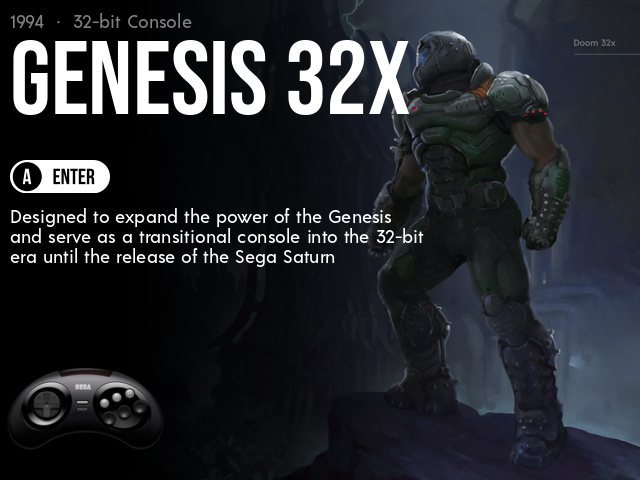 1994 · 32-bit Console
GENESIS 32X
Doom 32x
A ENTER
Designed to expand the power of the Genesis
and serve as a transitional console into the 32-bit
era until the release of the Sega Saturn
SEGA